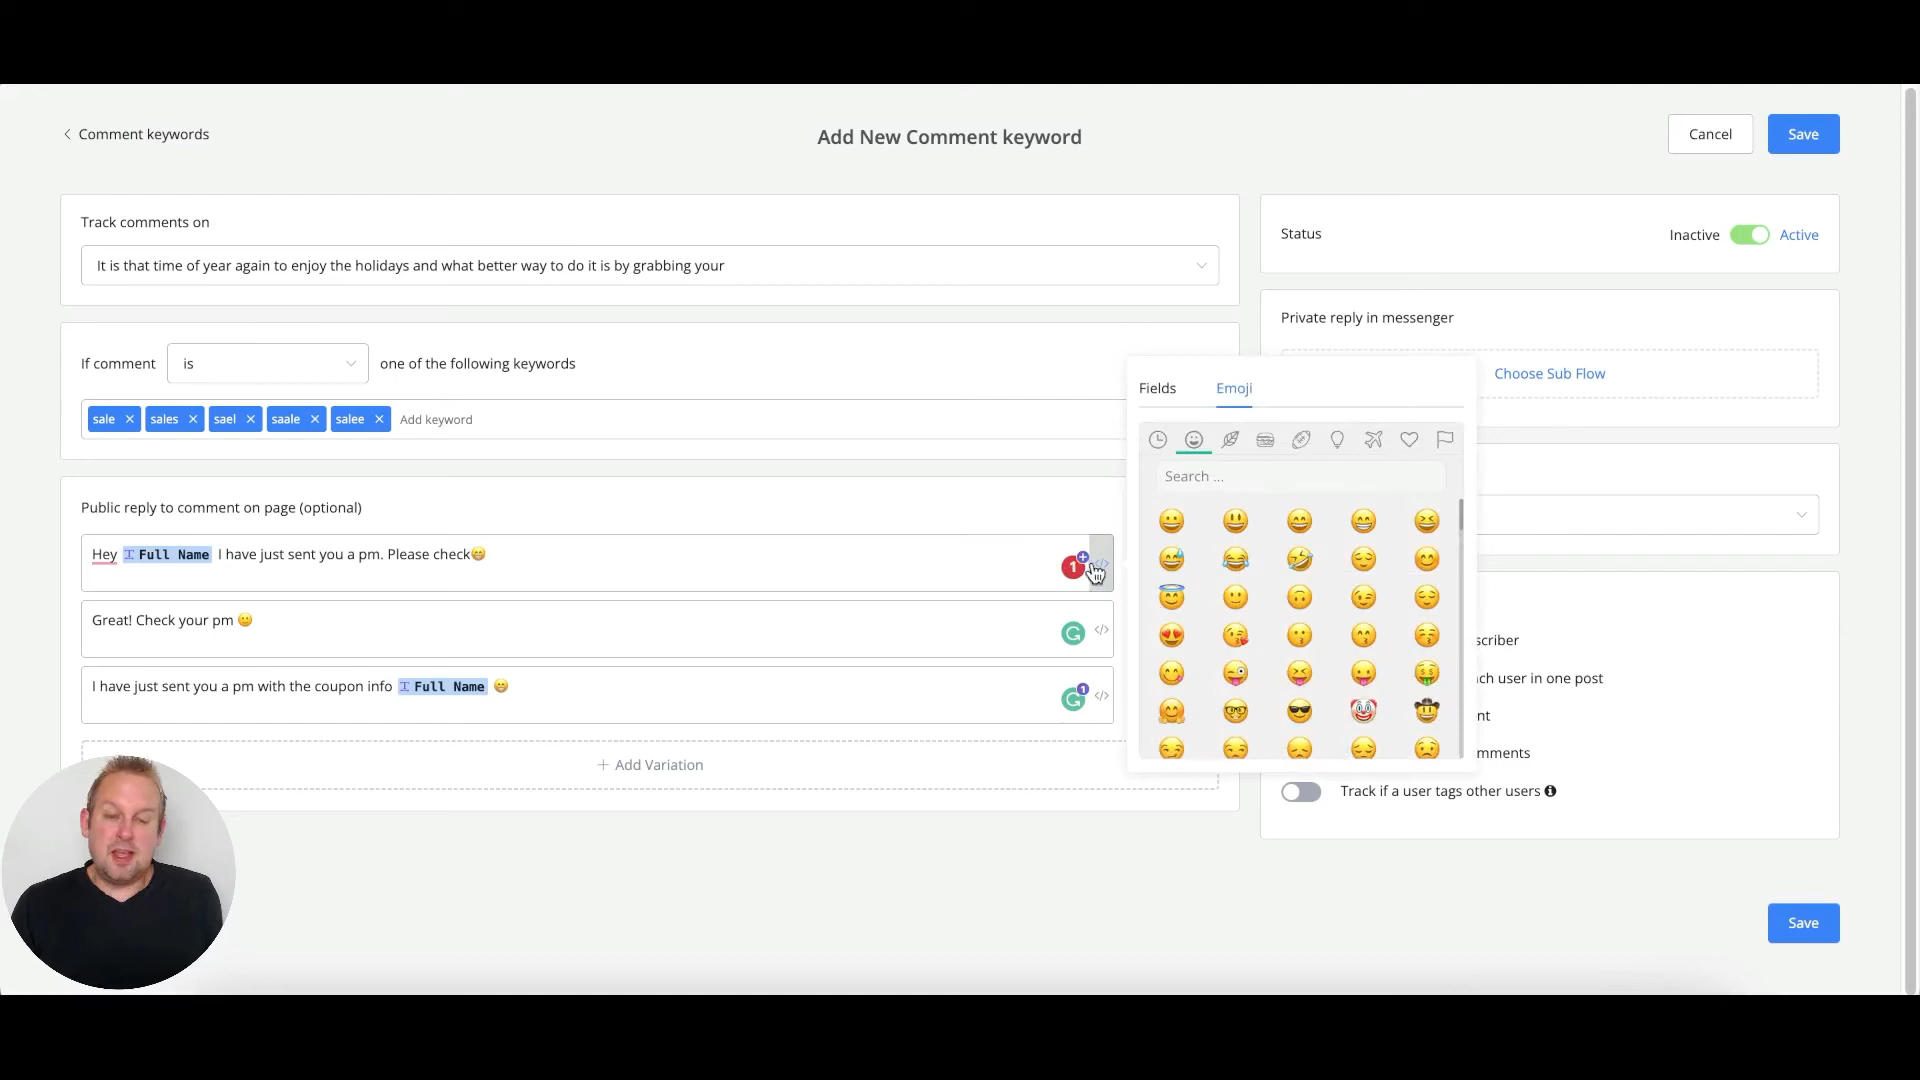 Comment keywords
Add New Comment keyword
Cancel
Save
Track comments on
It is that time of year again to enjoy the holidays and what better way to do it is by grabbing your
Status
Inactive
Active
Private reply in messenger
Choose Sub Flow
If comment
is
one of the following keywords
sale
sales
sael
saale
salee
Add keyword
Fields
Emoji
Search ...
Public reply to comment on page (optional)
Hey Full Name I have just sent you a pm. Please check😁
1
Great! Check your pm 🙂
I have just sent you a pm with the coupon info Full Name 😁
1
Add Variation
scriber
ch user in one post
nt
mments
Track if a user tags other users
Save